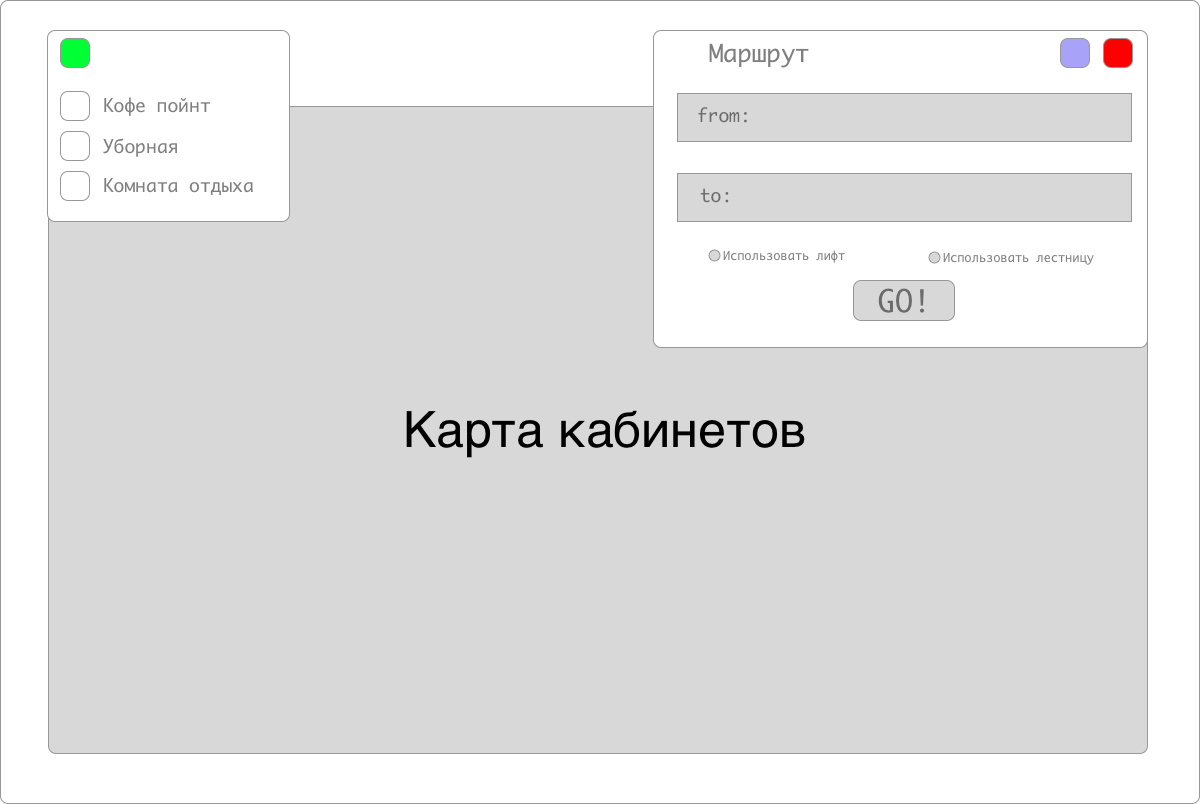 Кофе пойнт
Уборная
Комната отдыха
Маршрут
from:
to:
Использовать лифт
Использовать лестницу
GO!
Карта кабинетов